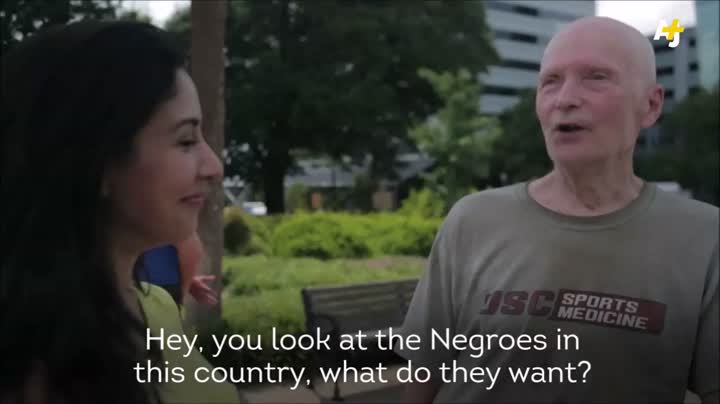 AJ+
USC SPORTS
MEDICINE
Hey, you look at the Negroes in
this country, what do they want?